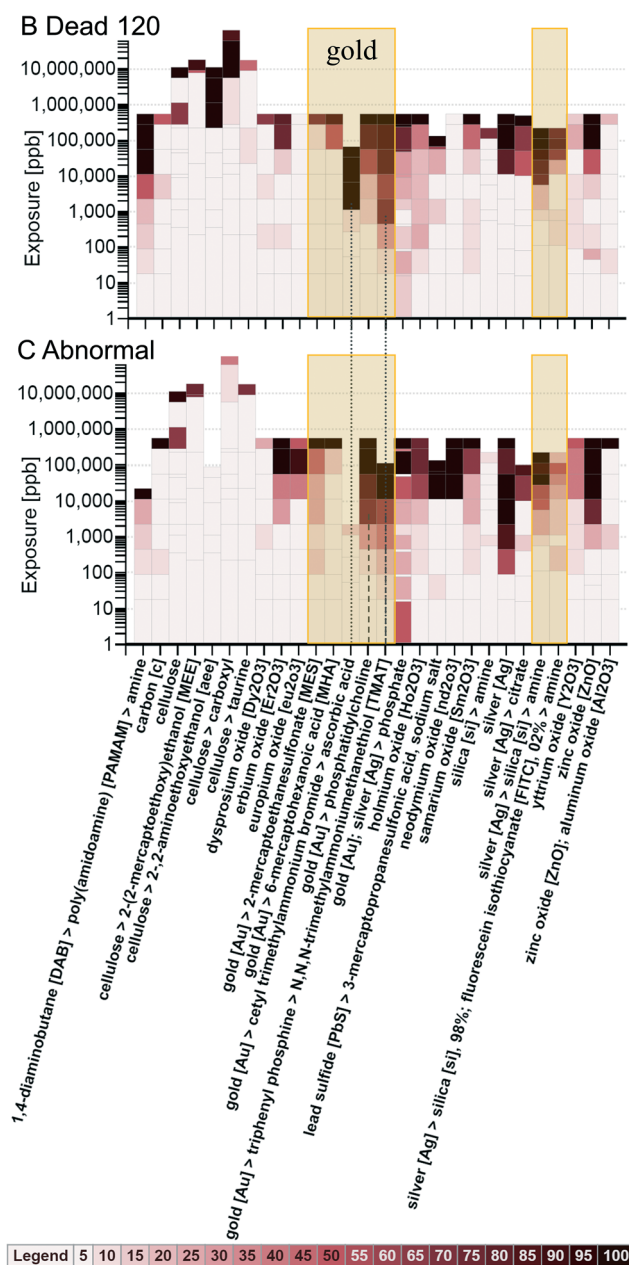 B Dead 120
gold
Exposure [ppb]
10,000,000
1,000,000
100,000
10,000
1,000
100
10
1
C Abnormal
Exposure [ppb]
10,000,000
1,000,000
100,000
10,000
1,000
100
10
1
1,4-diaminobutane [DAB] > poly(amidoamine) [PAMAM] > amine
carbon [c]
cellulose
cellulose > 2-(2-mercaptoethoxy)ethanol [MEE]
cellulose > 2-,2-aminoethoxyethanol [aee]
cellulose > carboxyl
cellulose > taurine
dysprosium oxide [Dy2O3]
erbium oxide [Er2O3]
europium oxide [eu2o3]
gold [Au] > 2-mercaptoethanesulfonate [MES]
gold [Au] > 6-mercaptohexanoic acid [MHA]
gold [Au] > cetyl trimethylammonium bromide > ascorbic acid
gold [Au] > phosphatidylcholine
gold [Au] > triphenyl phosphine > N,N,N-trimethylammoniumethanethiol [TMAT]
gold [Au]; silver [Ag] > phosphate
holmium oxide [Ho2O3]
lead sulfide [PbS] > 3-mercaptopropanesulfonic acid, sodium salt
neodymium oxide [nd2o3]
samarium oxide [Sm2O3]
silica [si] > amine
silver [Ag]
silver [Ag] > citrate
silver [Ag] > silica [si] > amine
silver [Ag] > silica [si], 98%; fluorescein isothiocyanate [FITC], 02% > amine
yttrium oxide [Y2O3]
zinc oxide [ZnO]
zinc oxide [ZnO]; aluminum oxide [Al2O3]
Legend 5 10 15 20 25 30 35 40 45 50 55 60 65 70 75 80 85 90 95 100